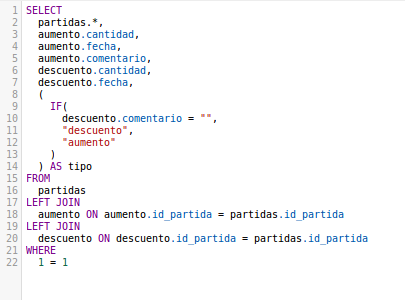 1 SELECT
2 partidas.*,
3 aumento.cantidad,
4 aumento.fecha,
5 aumento.comentario,
6 descuento.cantidad,
7 descuento.fecha,
8 (
9 IF(
10 descuento.comentario = "",
11 "descuento",
12 "aumento"
13 )
14 ) AS tipo
15 FROM
16 partidas
17 LEFT JOIN
18 aumento ON aumento.id_partida = partidas.id_partida
19 LEFT JOIN
20 descuento ON descuento.id_partida = partidas.id_partida
21 WHERE
22 1 = 1